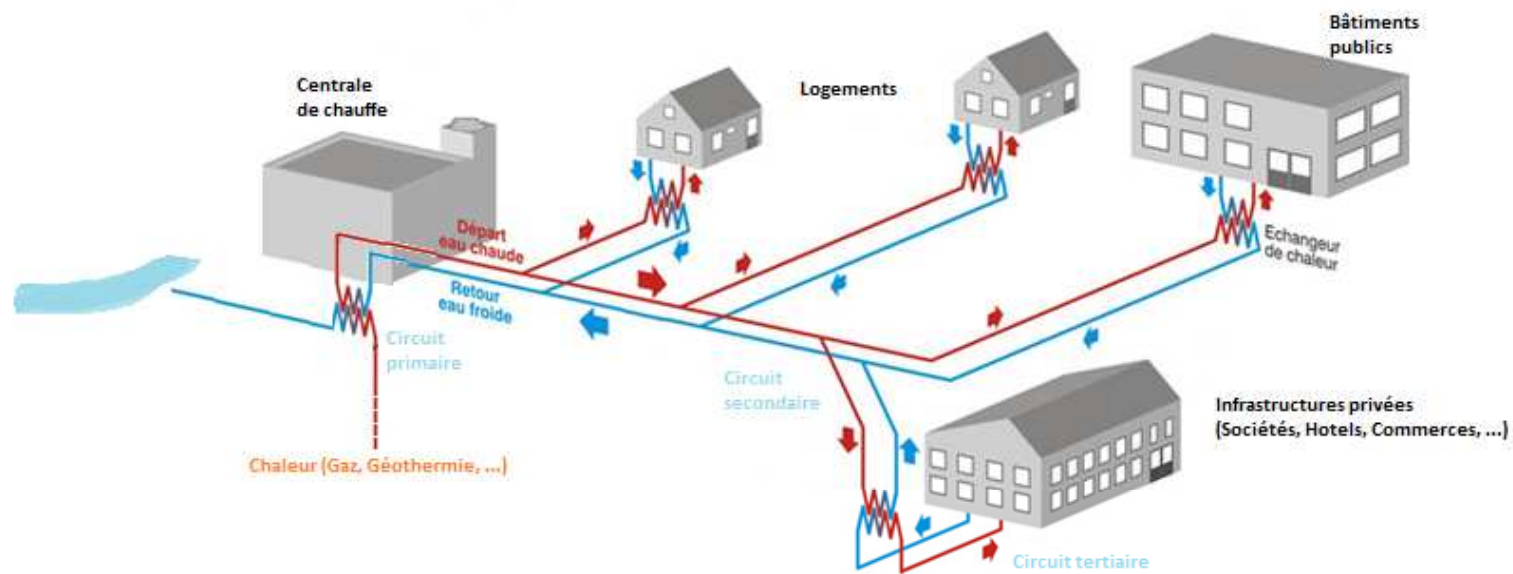 Bâtiments
publics
Centrale
de chauffe
Logements
Départ
eau chaude
Echangeur
de chaleur
Retour
eau froide
Circuit
primaire
Circuit
secondaire
Infrastructures privées
(Sociétés, Hotels, Commerces, ...)
Chaleur (Gaz, Géothermie, ...)
Circuit tertiaire